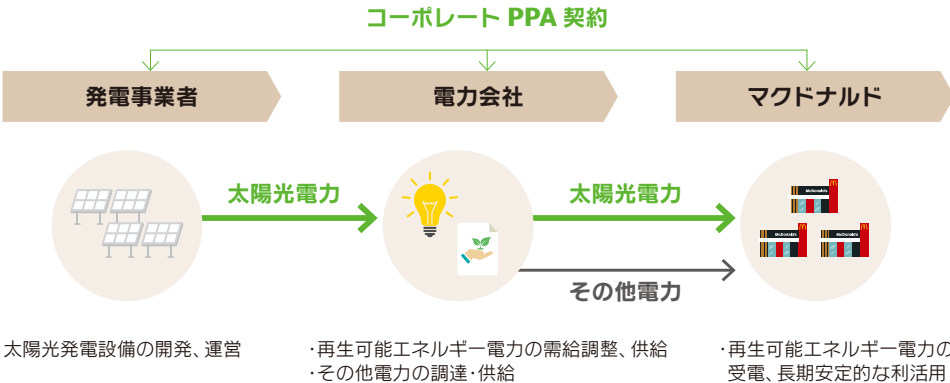 コーポレート PPA 契約
発電事業者
電力会社
マクドナルド
太陽光電力
太陽光電力
McDonald's
McDonald's
McDonald's
その他電力
太陽光発電設備の開発、運営
･再生可能エネルギー電力の需給調整、供給
･その他電力の調達･供給
･再生可能エネルギー電力の
受電、長期安定的な利活用